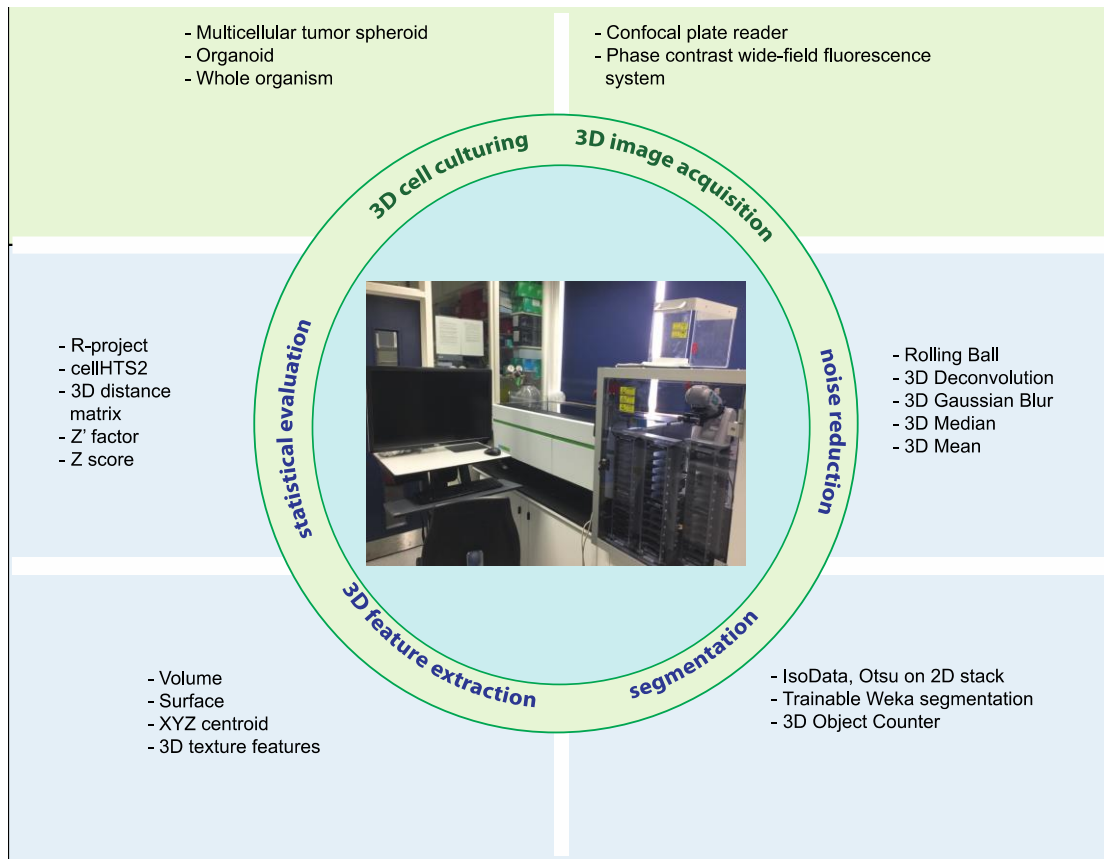 - Multicellular tumor spheroid
- Organoid
- Whole organism
- Confocal plate reader
- Phase contrast wide-field fluorescence
system
3D cell culturing
3D image acquisition
- R-project
- cellHTS2
- 3D distance
matrix
- Z' factor
- Z score
statistical evaluation
noise reduction
- Rolling Ball
- 3D Deconvolution
- 3D Gaussian Blur
- 3D Median
- 3D Mean
3D feature extraction
segmentation
- Volume
- Surface
- XYZ centroid
- 3D texture features
- IsoData, Otsu on 2D stack
- Trainable Weka segmentation
- 3D Object Counter